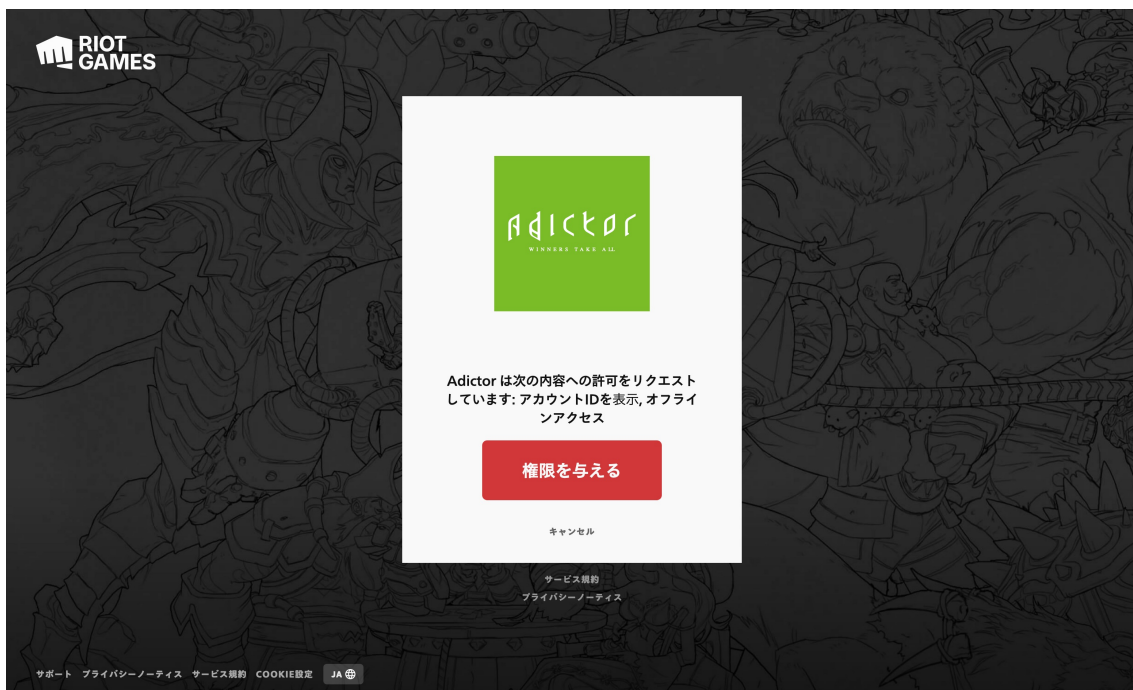 RIOT
GAMES
Adictor
WINNERS TAKE ALL
Adictor は次の内容への許可をリクエスト
しています: アカウントIDを表示, オフライ
ンアクセス
権限を与える
キャンセル
サービス規約
プライバシーノーティス
サポート プライバシーノーティス サービス規約 COOKIE設定 JA